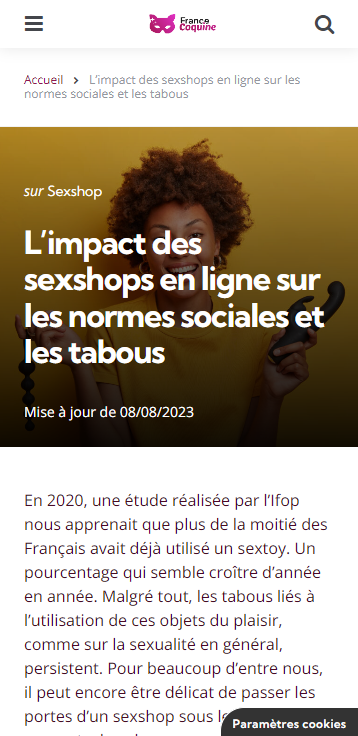 France
Coquine
Accueil > L'impact des sexshops en ligne sur les
normes sociales et les tabous
sur Sexshop
L'impact des
sexshops en ligne sur
les normes sociales et
les tabous
Mise à jour de 08/08/2023
En 2020, une étude réalisée par l'Ifop
nous apprenait que plus de la moitié des
Français avait déjà utilisé un sextoy. Un
pourcentage qui semble croître d'année
en année. Malgré tout, les tabous liés à
l'utilisation de ces objets du plaisir,
comme sur la sexualité en général,
persistent. Pour beaucoup d'entre nous,
il peut encore être délicat de passer les
portes d'un sexshop sous
Paramètres cookies